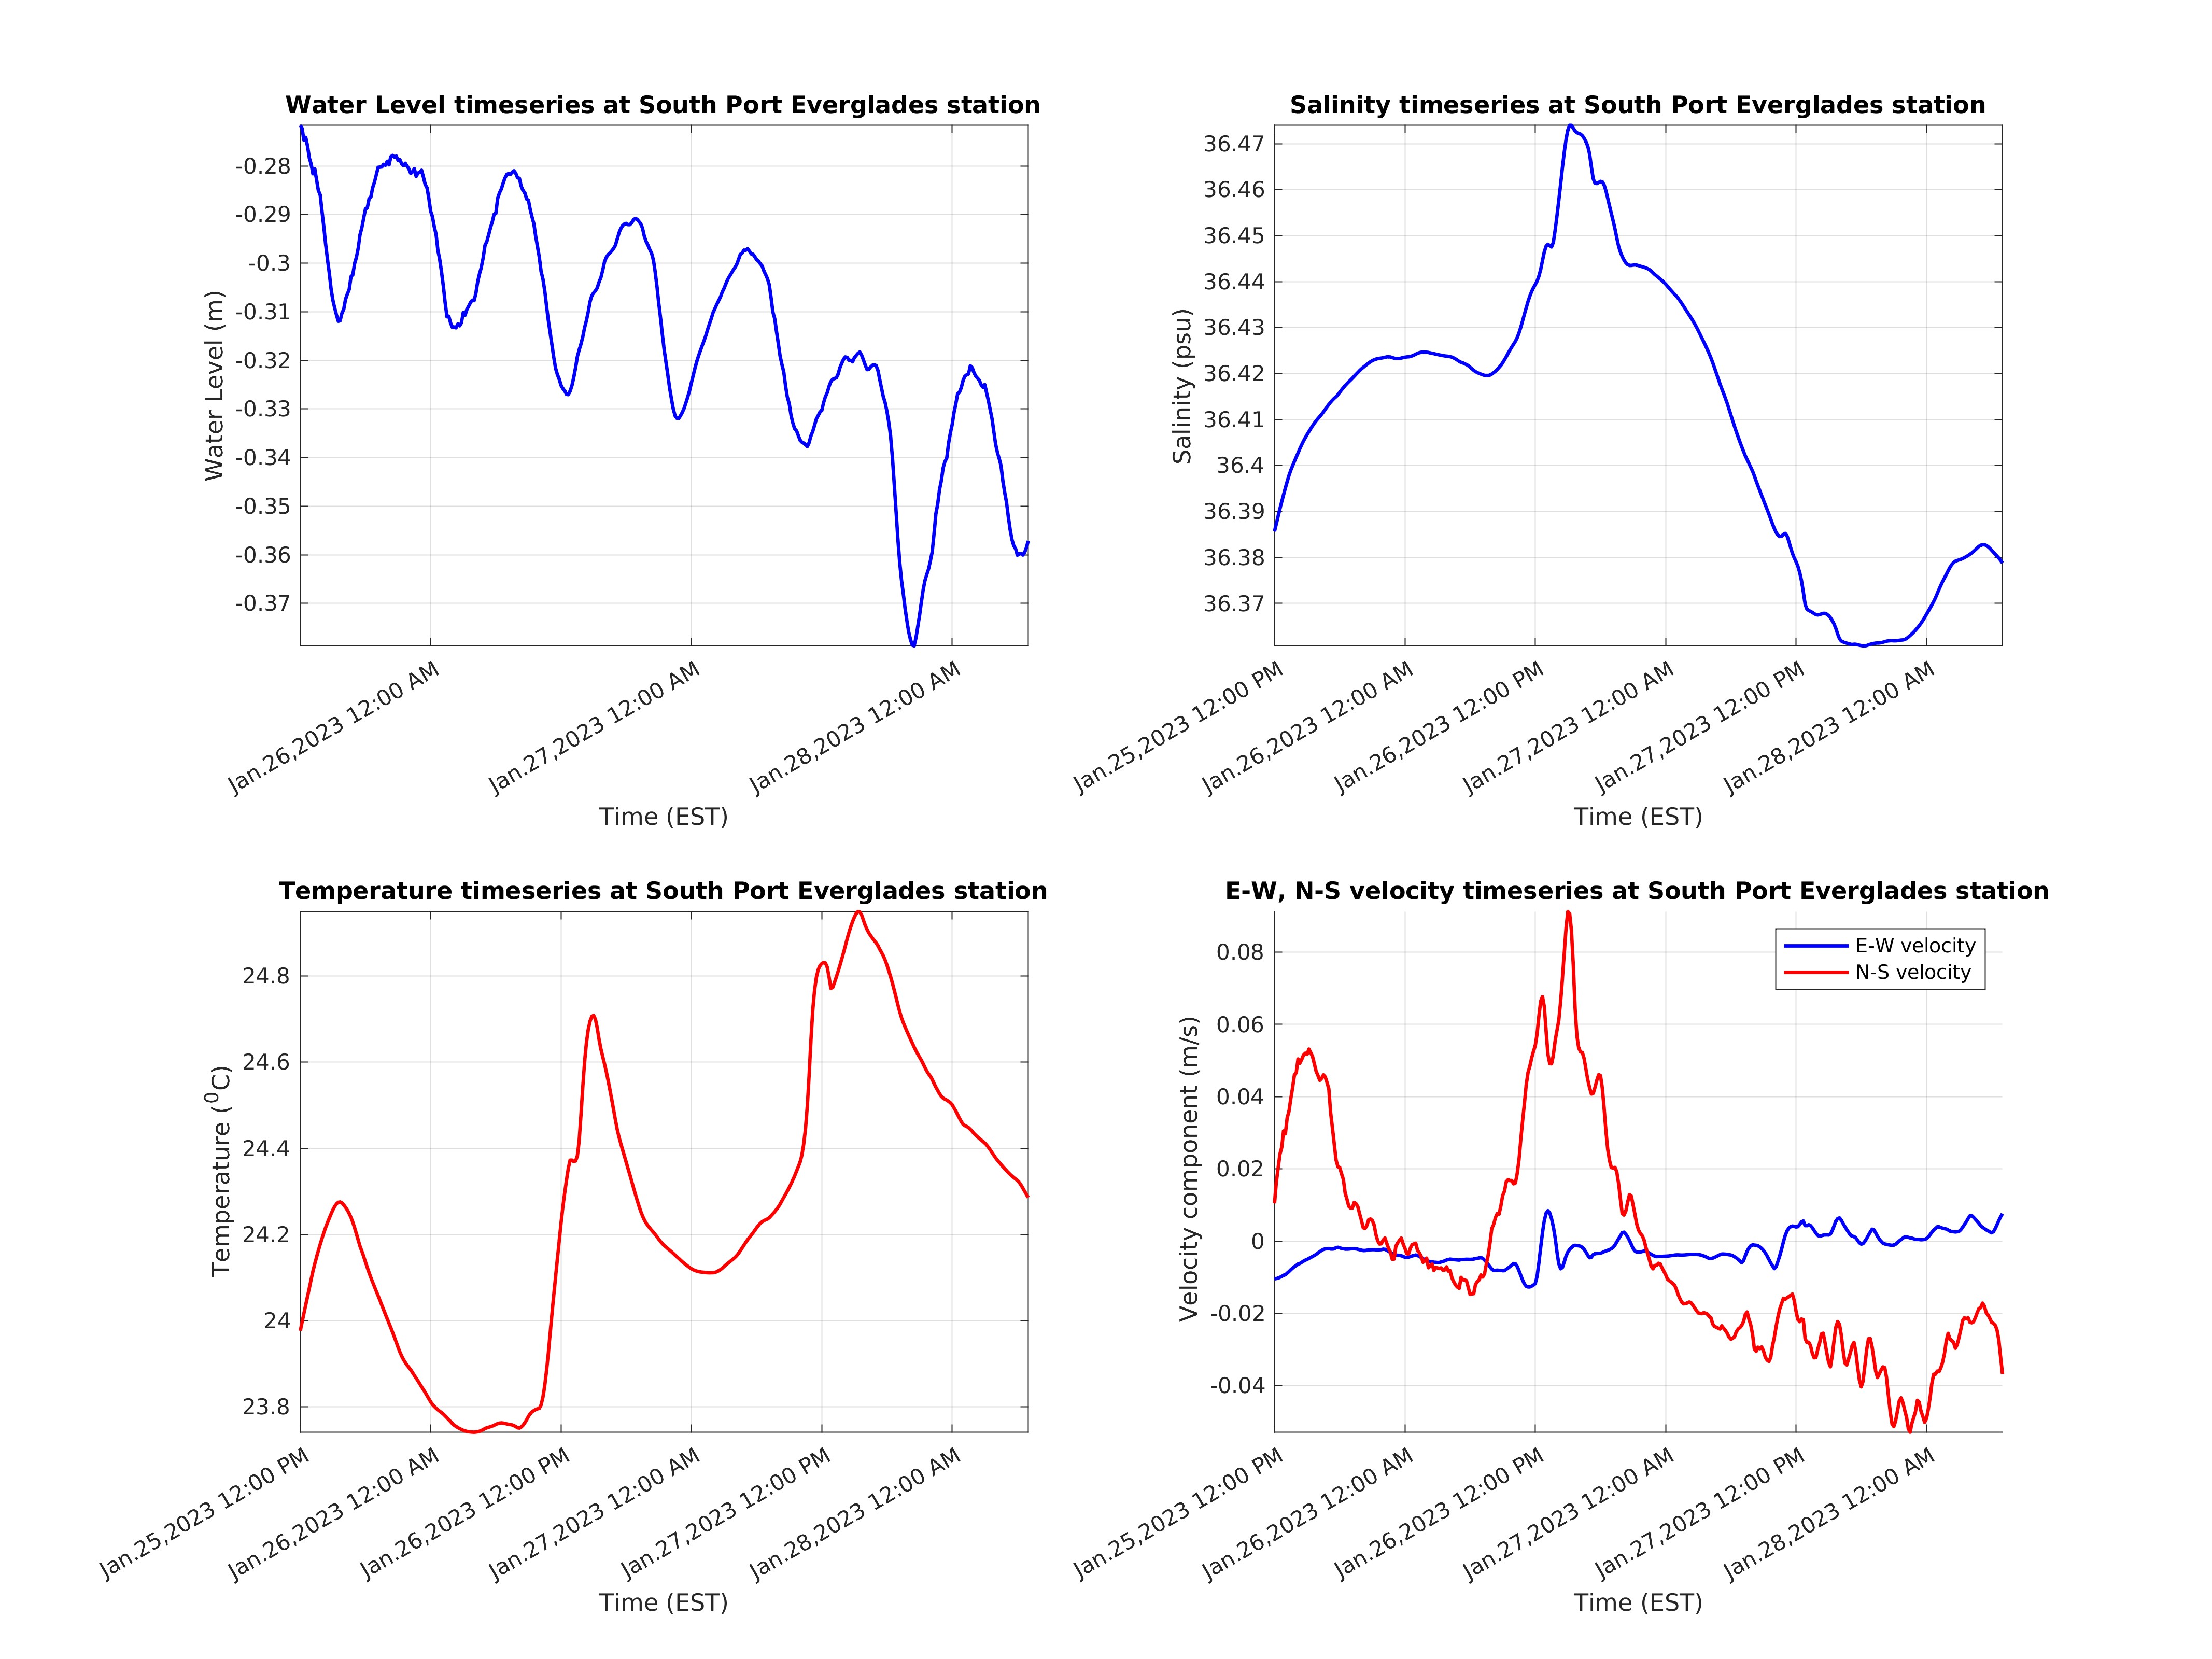 Water Level timeseries at South Port Everglades station
Water Level (m)
-0.28
-0.29
-0.3
-0.31
-0.32
-0.33
-0.34
-0.35
-0.36
-0.37
Jan.26,2023 12:00 AM
Jan.27,2023 12:00 AM
Jan.28,2023 12:00 AM
Time (EST)
Salinity timeseries at South Port Everglades station
Salinity (psu)
36.47
36.46
36.45
36.44
36.43
36.42
36.41
36.4
36.39
36.38
36.37
Jan.25,2023 12:00 PM
Jan.26,2023 12:00 AM
Jan.26,2023 12:00 PM
Jan.27,2023 12:00 AM
Jan.27,2023 12:00 PM
Jan.28,2023 12:00 AM
Time (EST)
Temperature timeseries at South Port Everglades station
Temperature (⁰C)
24.8
24.6
24.4
24.2
24
23.8
Jan.25,2023 12:00 PM
Jan.26,2023 12:00 AM
Jan.26,2023 12:00 PM
Jan.27,2023 12:00 AM
Jan.27,2023 12:00 PM
Jan.28,2023 12:00 AM
Time (EST)
E-W, N-S velocity timeseries at South Port Everglades station
E-W velocity
N-S velocity
Velocity component (m/s)
0.08
0.06
0.04
0.02
0
-0.02
-0.04
Jan.25,2023 12:00 PM
Jan.26,2023 12:00 AM
Jan.26,2023 12:00 PM
Jan.27,2023 12:00 AM
Jan.27,2023 12:00 PM
Jan.28,2023 12:00 AM
Time (EST)